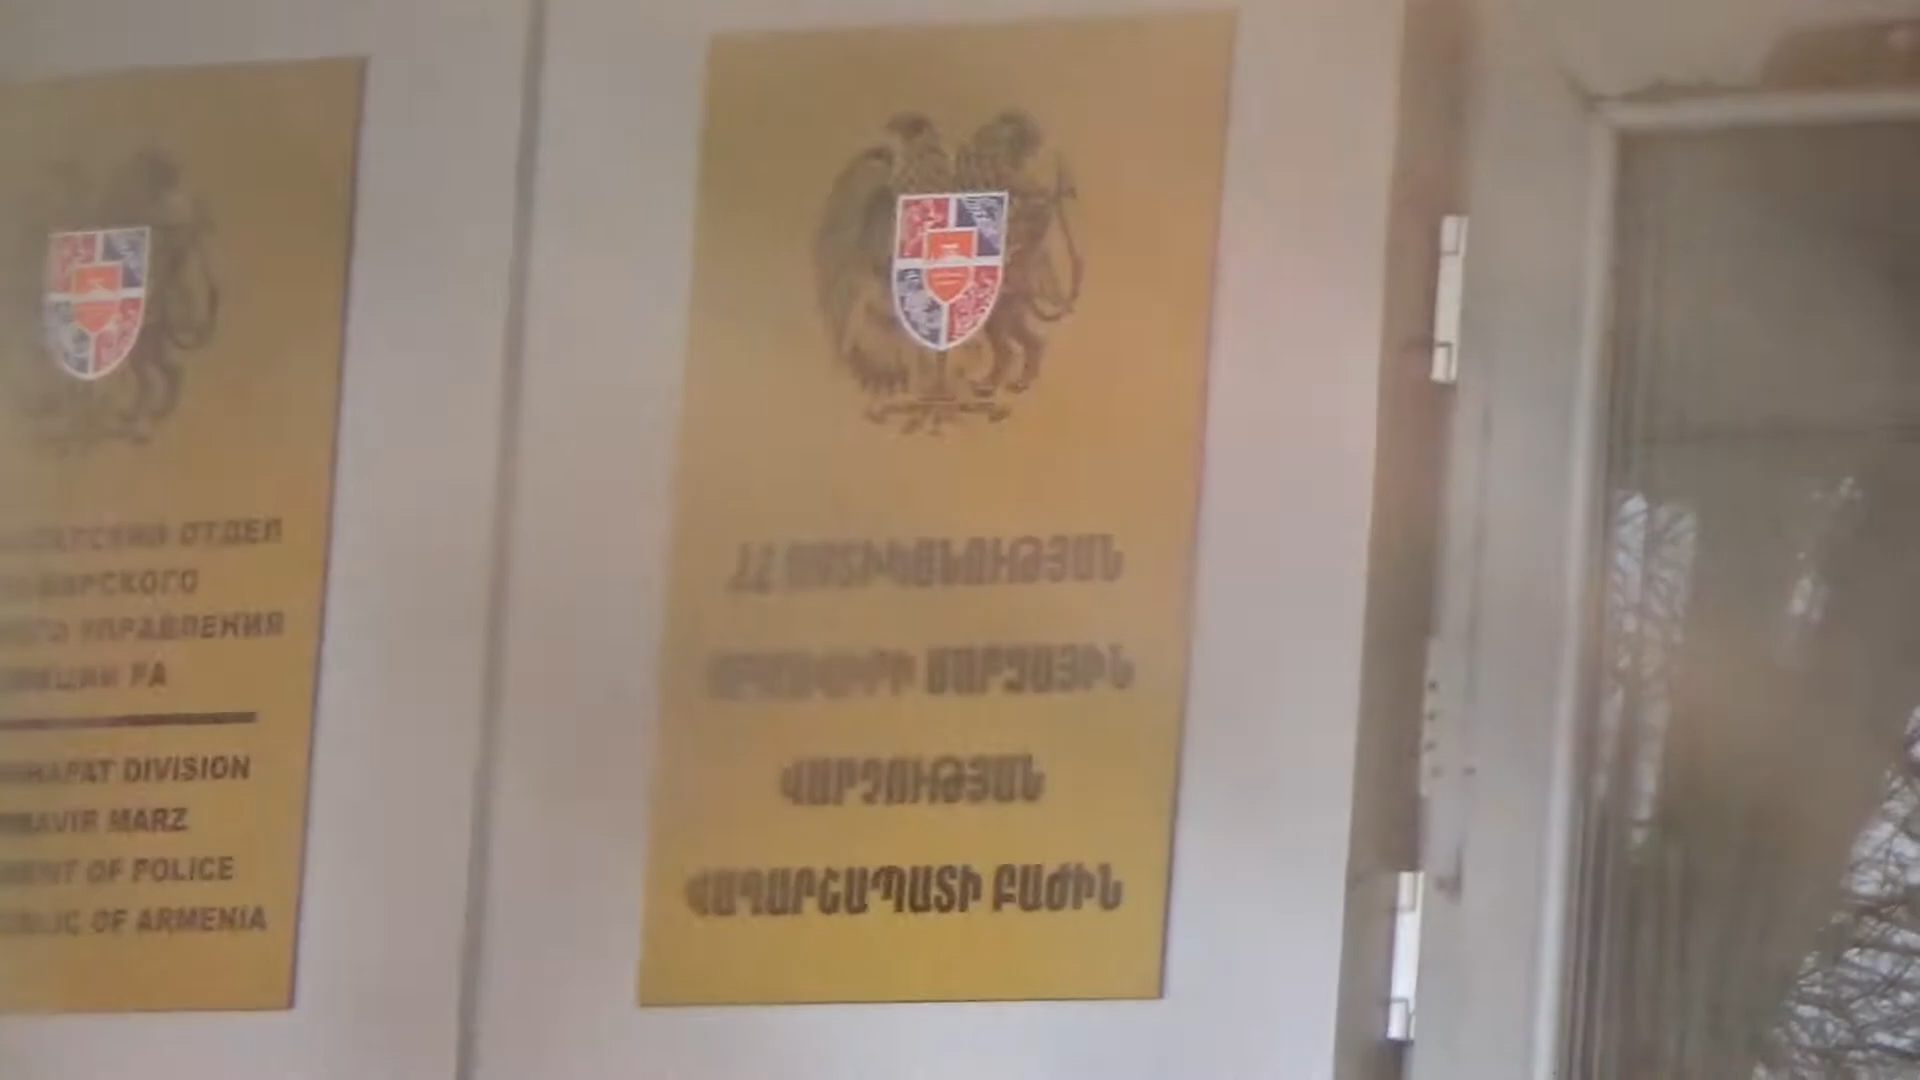 ОТДЕЛ
УПРАВЛЕНИЯ
РА
DIVISION
MARZ
OF POLICE
OF ARMENIA
ՀՀ ՈՍՏԻԿԱՆՈՒԹՅԱՆ
ԱՐՄԱՎԻՐԻ ՄԱՐԶԱՅԻՆ
ՎԱՐՉՈՒԹՅԱՆ
ՎԱՂԱՐՇԱՊԱՏԻ ԲԱԺԻՆ